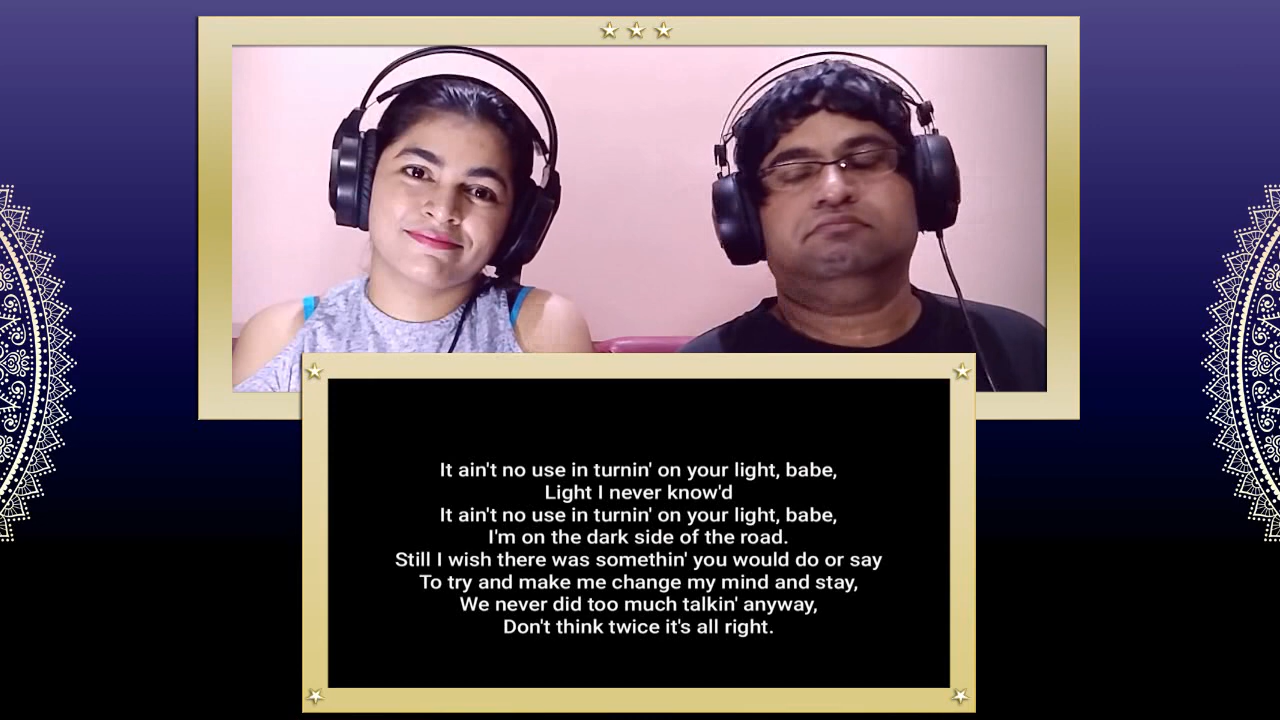 It ain't no use in turnin' on your light, babe,
Light I never know'd
It ain't no use in turnin' on your light, babe,
I'm on the dark side of the road.
Still I wish there was somethin' you would do or say
To try and make me change my mind and stay,
We never did too much talkin' anyway,
Don't think twice it's all right.